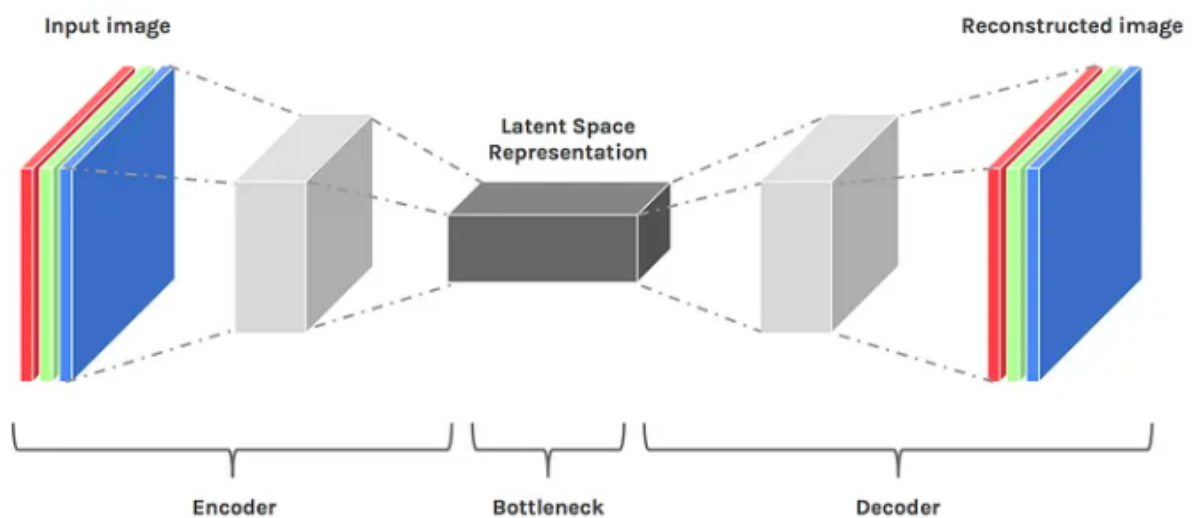 Input image
Reconstructed image
Latent Space
Representation
Encoder
Bottleneck
Decoder